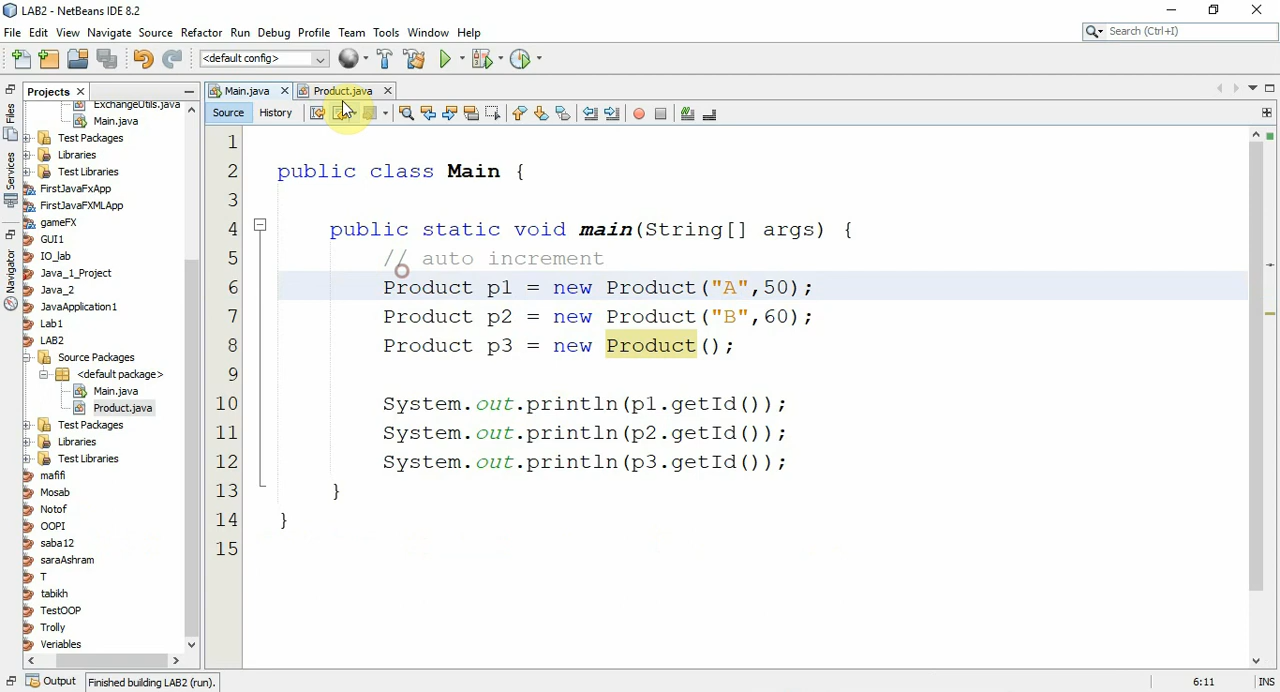 LAB2 - NetBeans IDE 8.2
File Edit View Navigate Source Refactor Run Debug Profile Team Tools Window Help
Search (Ctrl+I)
<default config>
Projects
Main.java Product.java
Source History
Files
Services
Navigator
ExchangeUtils.java
Main.java
Test Packages
Libraries
Test Libraries
FirstJavaFxApp
FirstJavaFXMLApp
gameFX
GUI1
IO_lab
Java_1_Project
Java_2
JavaApplication1
Lab1
LAB2
Source Packages
<default package>
Main.java
Product.java
Test Packages
Libraries
Test Libraries
mafifi
Mosab
Notof
OOPI
saba12
saraAshram
T
tabikh
TestOOP
Trolly
Veriables
1
2 public class Main {
3
4 public static void main(String[] args) {
5 // auto increment
6 Product p1 = new Product("A",50);
7 Product p2 = new Product("B",60);
8 Product p3 = new Product();
9
10 System.out.println(p1.getId());
11 System.out.println(p2.getId());
12 System.out.println(p3.getId());
13 }
14 }
15
Output Finished building LAB2 (run).
6:11 INS